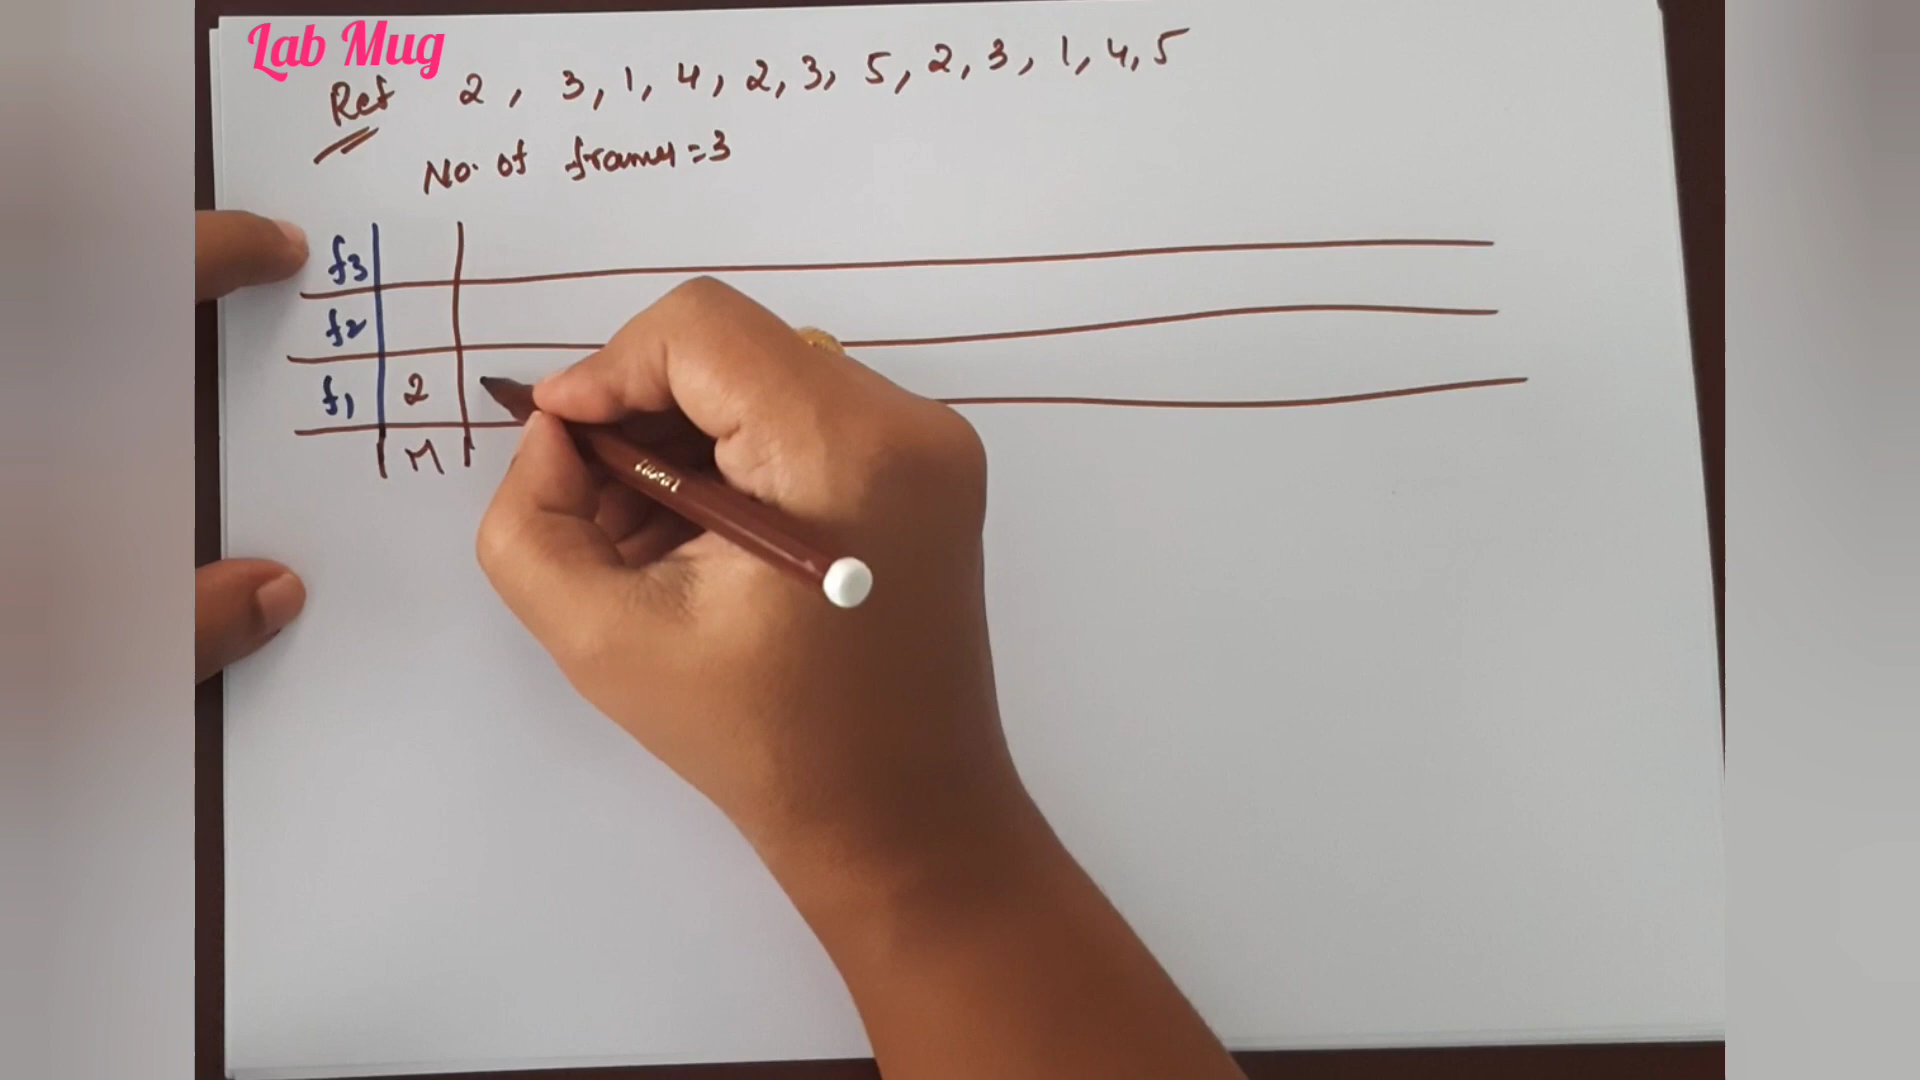 Lab Mug
Ref 2, 3, 1, 4, 2, 3, 5, 2, 3, 1, 4, 5
No. of frames = 3
f3
f2
f1 2
M